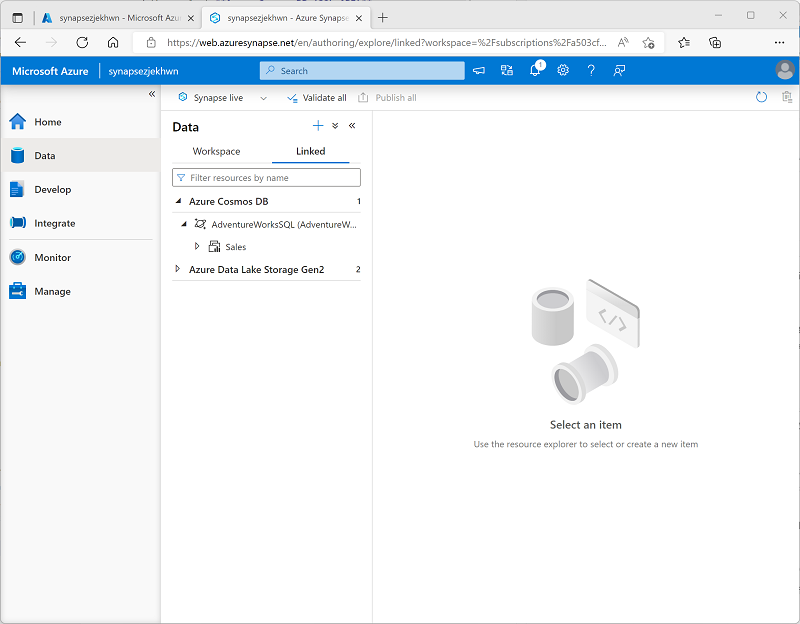 synapsezjekhwn - Microsoft Azu
synapsezjekhwn - Azure Synapse
https://web.azuresynapse.net/en/authoring/explore/linked?workspace=%2Fsubscriptions%2Fa503cf...
Microsoft Azure
synapsezjekhwn
Search
1
Synapse live
Validate all
Publish all
Home
Data
Develop
Integrate
Monitor
Manage
Data
Workspace
Linked
Filter resources by name
Azure Cosmos DB 1
AdventureWorksSQL (AdventureW...
Sales
Azure Data Lake Storage Gen2 2
Select an item
Use the resource explorer to select or create a new item